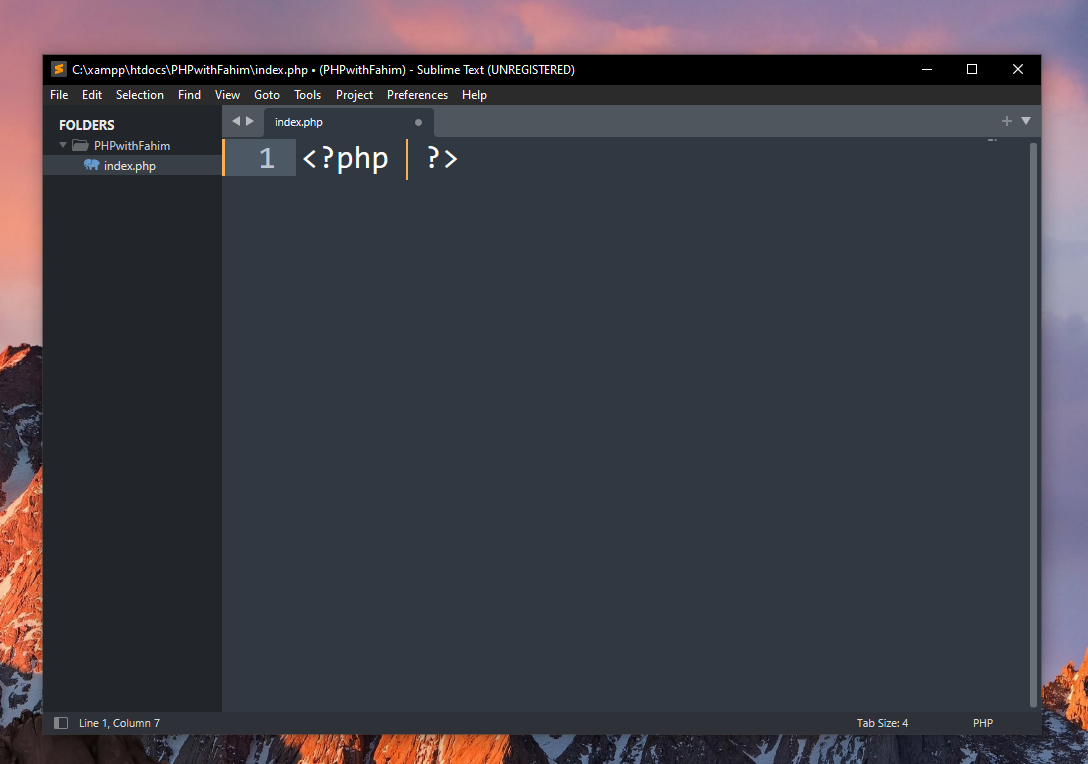 C:\xampp\htdocs\PHPwithFahim\index.php • (PHPwithFahim) - Sublime Text (UNREGISTERED)
File Edit Selection Find View Goto Tools Project Preferences Help
FOLDERS
PHPwithFahim
index.php
index.php
1 <?php  ?>
Line 1, Column 7
Tab Size: 4
PHP